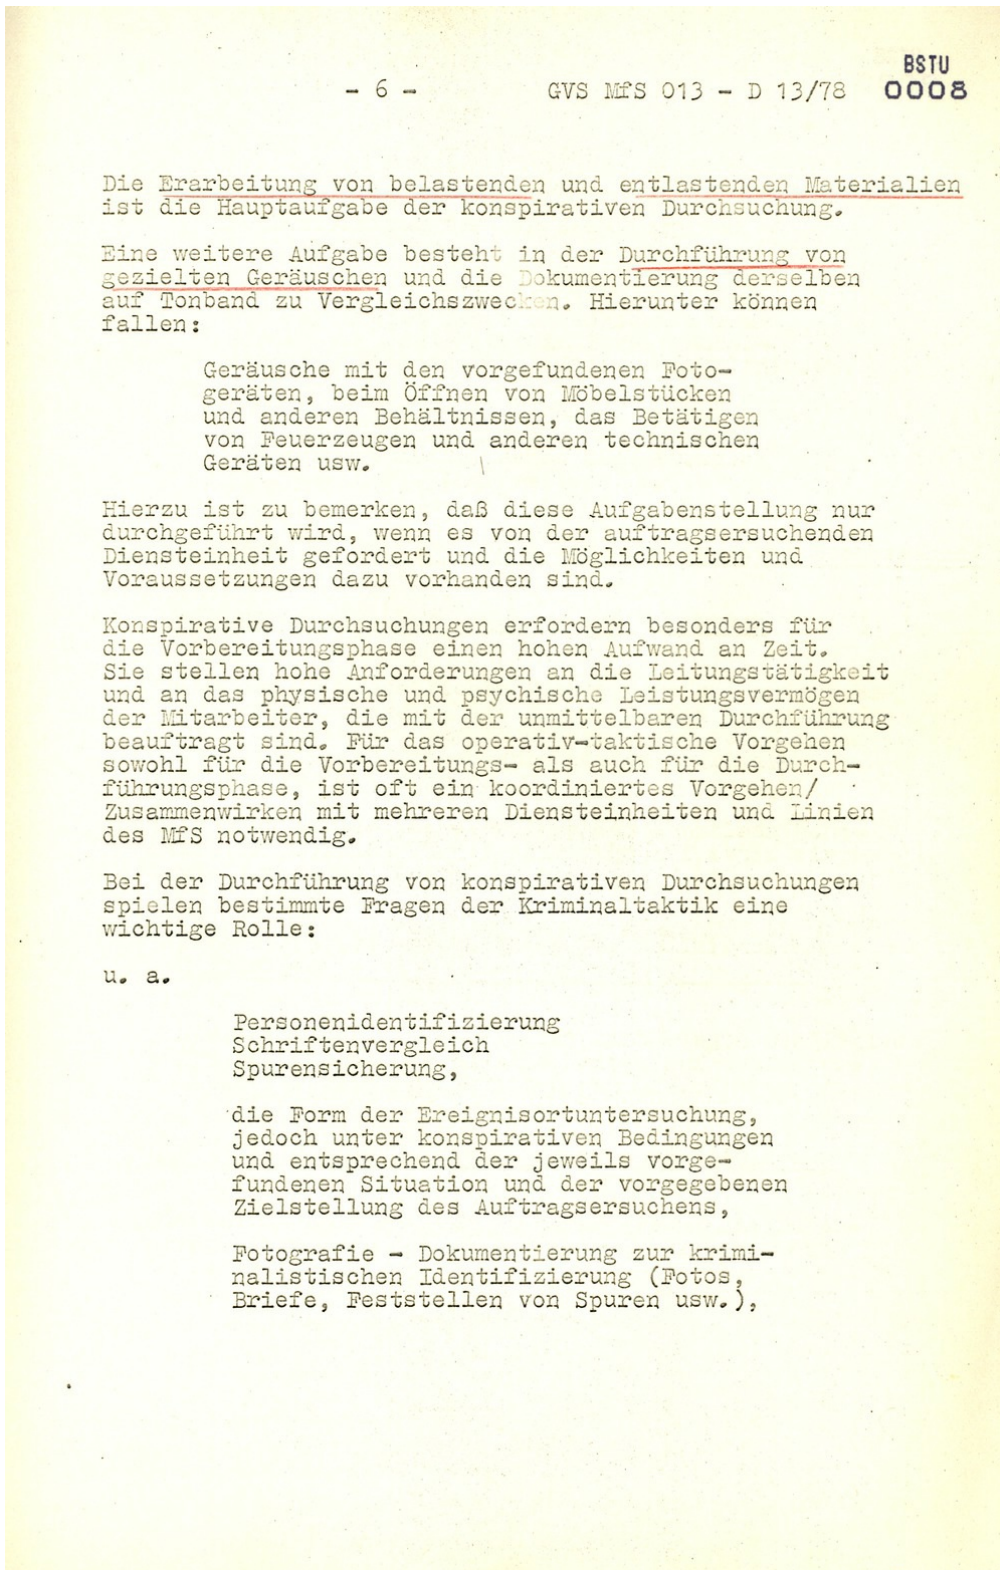 - 6 -
GVS MfS 013 - D 13/78
BSTU
0008
Die Erarbeitung von belastenden und entlastenden Materialien
ist die Hauptaufgabe der konspirativen Durchsuchung.
Eine weitere Aufgabe besteht in der Durchführung von
gezielten Geräuschen und die Dokumentierung derselben
auf Tonband zu Vergleichszwecken. Hierunter können
fallen:
Geräusche mit den vorgefundenen Foto-
geräten, beim Öffnen von Möbelstücken
und anderen Behältnissen, das Betätigen
von Feuerzeugen und anderen technischen
Geräten usw.
Hierzu ist zu bemerken, daß diese Aufgabenstellung nur
durchgeführt wird, wenn es von der auftragsersuchenden
Diensteinheit gefordert und die Möglichkeiten und
Voraussetzungen dazu vorhanden sind.
Konspirative Durchsuchungen erfordern besonders für
die Vorbereitungsphase einen hohen Aufwand an Zeit.
Sie stellen hohe Anforderungen an die Leitungstätigkeit
und an das physische und psychische Leistungsvermögen
der Mitarbeiter, die mit der unmittelbaren Durchführung
beauftragt sind. Für das operativ-taktische Vorgehen
sowohl für die Vorbereitungs- als auch für die Durch-
führungsphase, ist oft ein koordiniertes Vorgehen/
Zusammenwirken mit mehreren Diensteinheiten und Linien
des MfS notwendig.
Bei der Durchführung von konspirativen Durchsuchungen
spielen bestimmte Fragen der Kriminaltaktik eine
wichtige Rolle:
u. a.
Personenidentifizierung
Schriftenvergleich
Spurensicherung,
die Form der Ereignisortuntersuchung,
jedoch unter konspirativen Bedingungen
und entsprechend der jeweils vorge-
fundenen Situation und der vorgegebenen
Zielstellung des Auftragsersuchens,
Fotografie - Dokumentierung zur krimi-
nalistischen Identifizierung (Fotos,
Briefe, Feststellen von Spuren usw.),